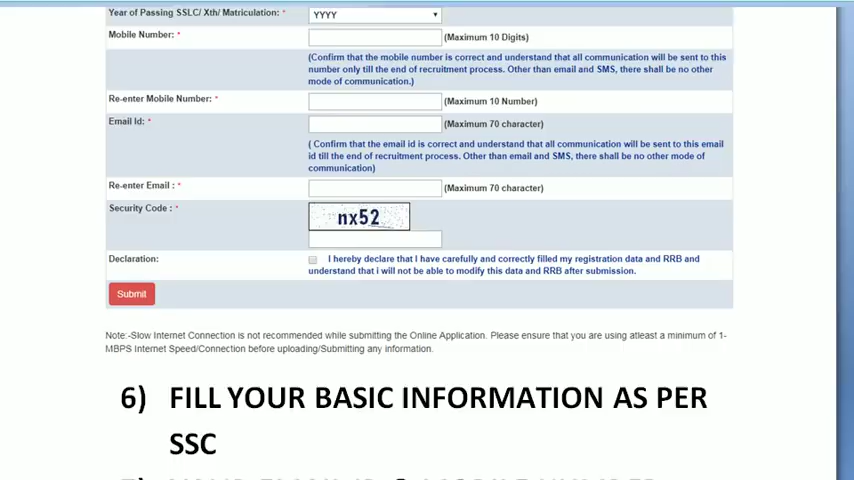 Year of Passing SSLC/ Xth/ Matriculation: * YYYY
Mobile Number: * (Maximum 10 Digits)
(Confirm that the mobile number is correct and understand that all communication will be sent to this
number only till the end of recruitment process. Other than email and SMS, there shall be no other
mode of communication.)
Re-enter Mobile Number: * (Maximum 10 Number)
Email Id: * (Maximum 70 character)
( Confirm that the email id is correct and understand that all communication will be sent to this email
id till the end of recruitment process. Other than email and SMS, there shall be no other mode of
communication)
Re-enter Email : * (Maximum 70 character)
Security Code : * nx52
Declaration: I hereby declare that I have carefully and correctly filled my registration data and RRB and
understand that i will not be able to modify this data and RRB after submission.
Submit
Note:-Slow Internet Connection is not recommended while submitting the Online Application. Please ensure that you are using atleast a minimum of 1-
MBPS Internet Speed/Connection before uploading/Submitting any information.
6) FILL YOUR BASIC INFORMATION AS PER
SSC